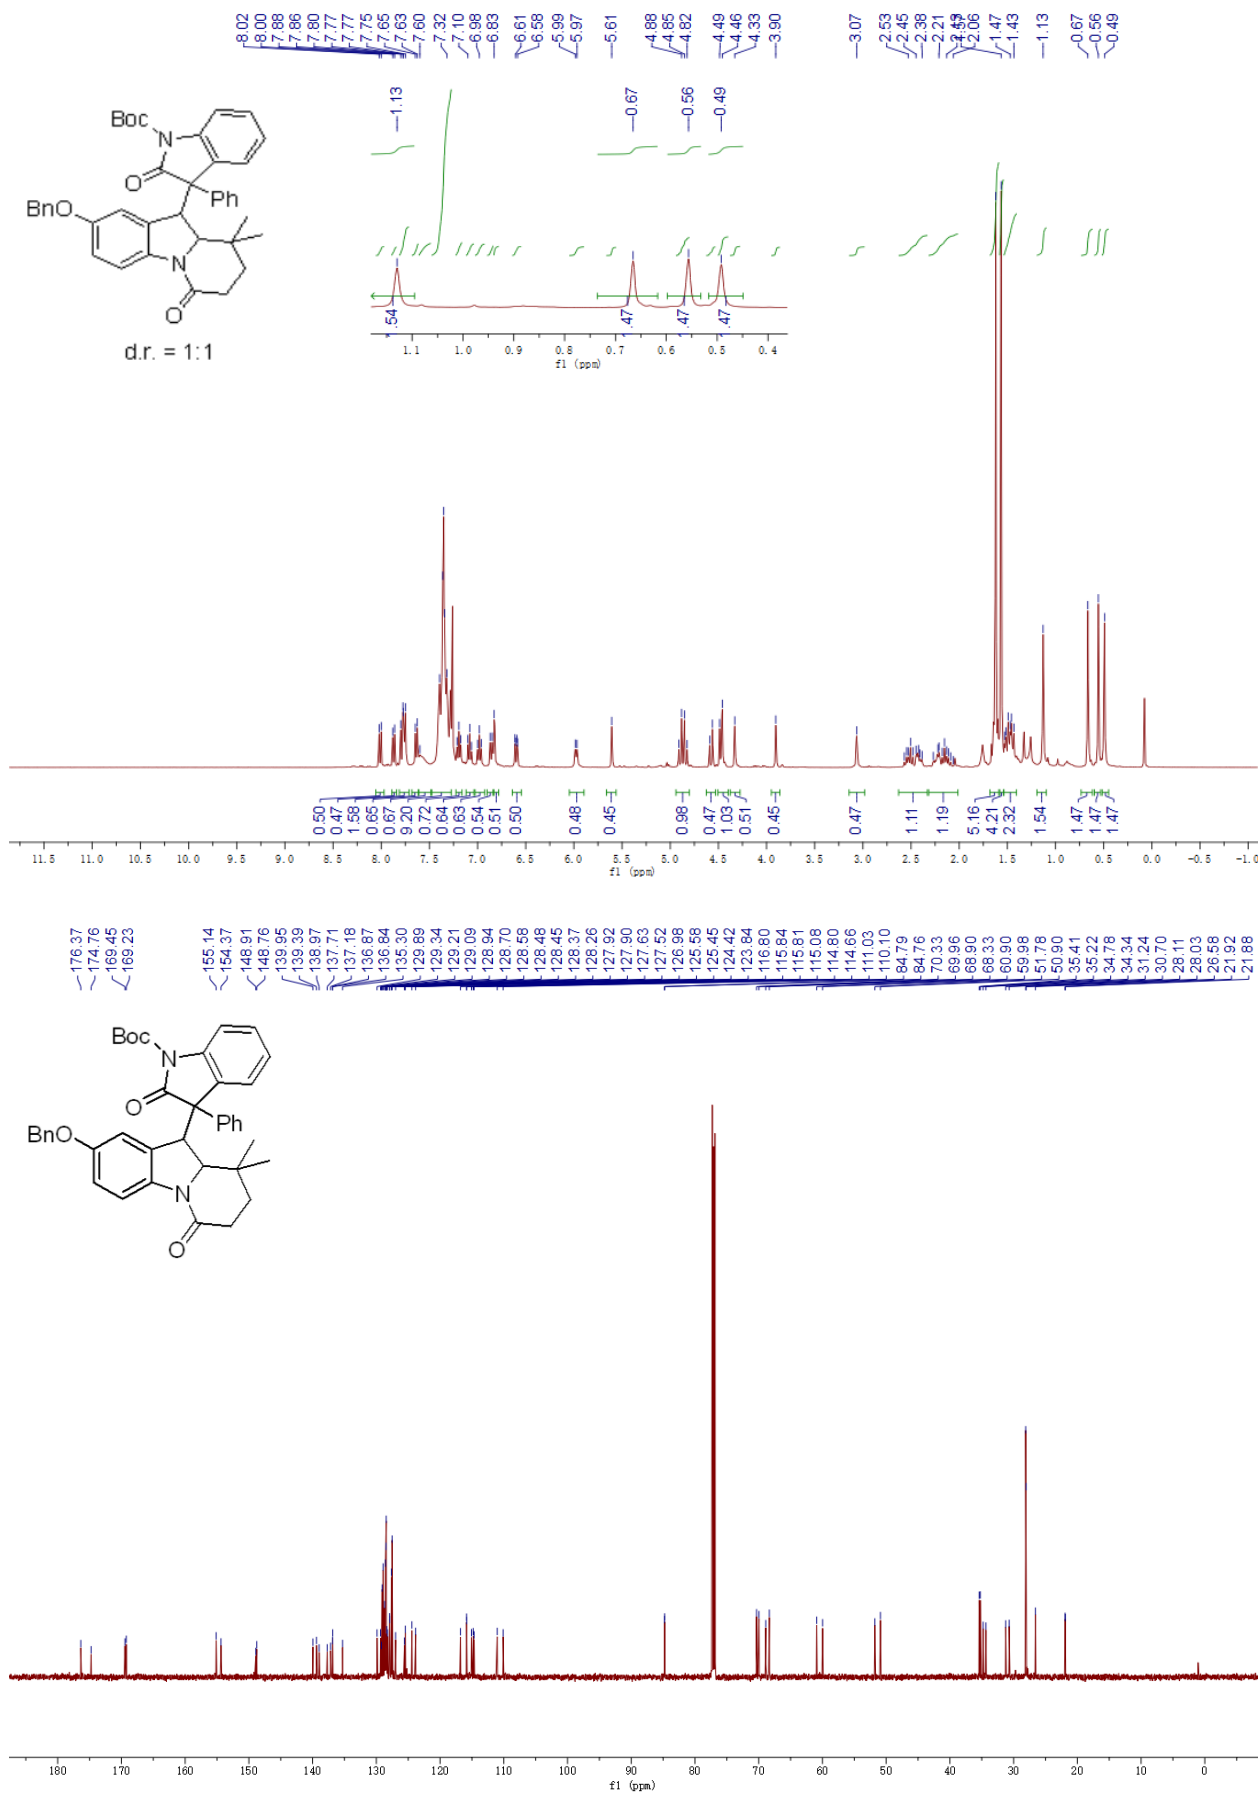 8.02 8.00 7.88 7.86 7.80 7.77 7.77 7.75 7.65 7.63 7.60 7.32 7.10 6.98 6.83 6.61 6.58 5.99 5.97 5.61 4.88 4.85 4.82 4.49 4.46 4.33 3.90 3.07 2.53 2.45 2.38 2.21 2.06 1.47 1.43 1.13 0.67 0.56 0.49
1.13 0.67 0.56 0.49
Boc
N
O
Ph
BnO
N
O
d.r. = 1:1
.54 .47 .47 .47
1.1 1.0 0.9 0.8 0.7 0.6 0.5 0.4
f1 (ppm)
0.50 0.47 1.58 0.65 0.67 9.20 0.72 0.64 0.63 0.54 0.51 0.50 0.48 0.45 0.98 0.47 1.03 0.51 0.45 0.47 1.11 1.19 5.16 4.21 2.32 1.54 1.47 1.47 1.47
11.5 11.0 10.5 10.0 9.5 9.0 8.5 8.0 7.5 7.0 6.5 6.0 5.5 5.0 4.5 4.0 3.5 3.0 2.5 2.0 1.5 1.0 0.5 0.0 -0.5 -1.0
f1 (ppm)
176.37 174.76 169.45 169.23 155.14 154.37 148.91 148.76 139.95 139.39 138.97 137.71 137.18 136.87 136.84 135.30 129.89 129.34 129.21 129.09 128.94 128.70 128.58 128.48 128.45 128.37 128.26 127.92 127.90 127.63 127.52 126.98 125.58 125.45 124.42 123.84 116.80 115.84 115.81 115.08 114.80 114.66 111.03 110.10 84.79 84.76 70.33 69.96 68.90 68.33 60.90 59.98 51.78 50.90 35.41 35.22 34.78 34.34 31.24 30.70 28.11 28.03 26.58 21.92 21.88
Boc
N
O
Ph
BnO
N
O
180 170 160 150 140 130 120 110 100 90 80 70 60 50 40 30 20 10 0
f1 (ppm)